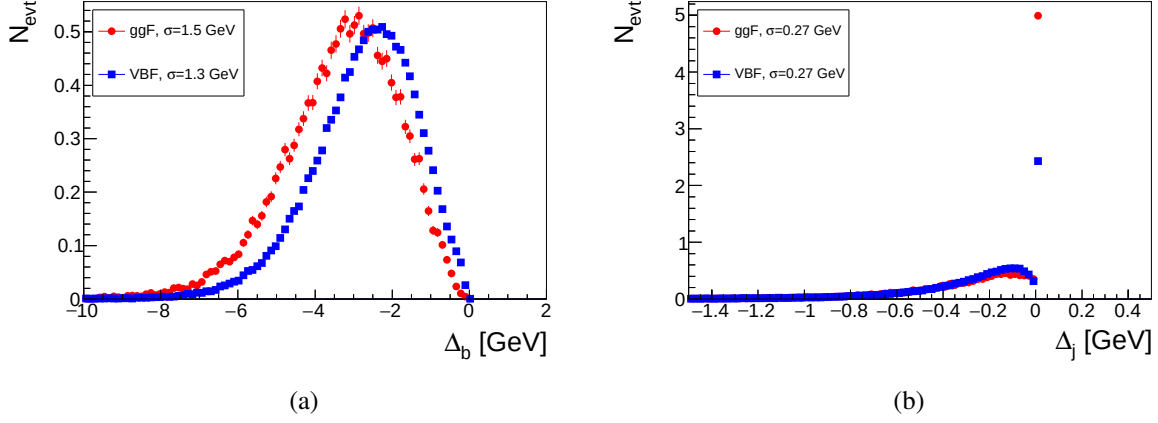 N_evt
0.5
0.4
0.3
0.2
0.1
0
ggF, σ=1.5 GeV
VBF, σ=1.3 GeV
−10 −8 −6 −4 −2 0 2
Δ_b [GeV]
(a)
N_evt
5
4
3
2
1
0
ggF, σ=0.27 GeV
VBF, σ=0.27 GeV
−1.4 −1.2 −1 −0.8 −0.6 −0.4 −0.2 0 0.2 0.4
Δ_j [GeV]
(b)